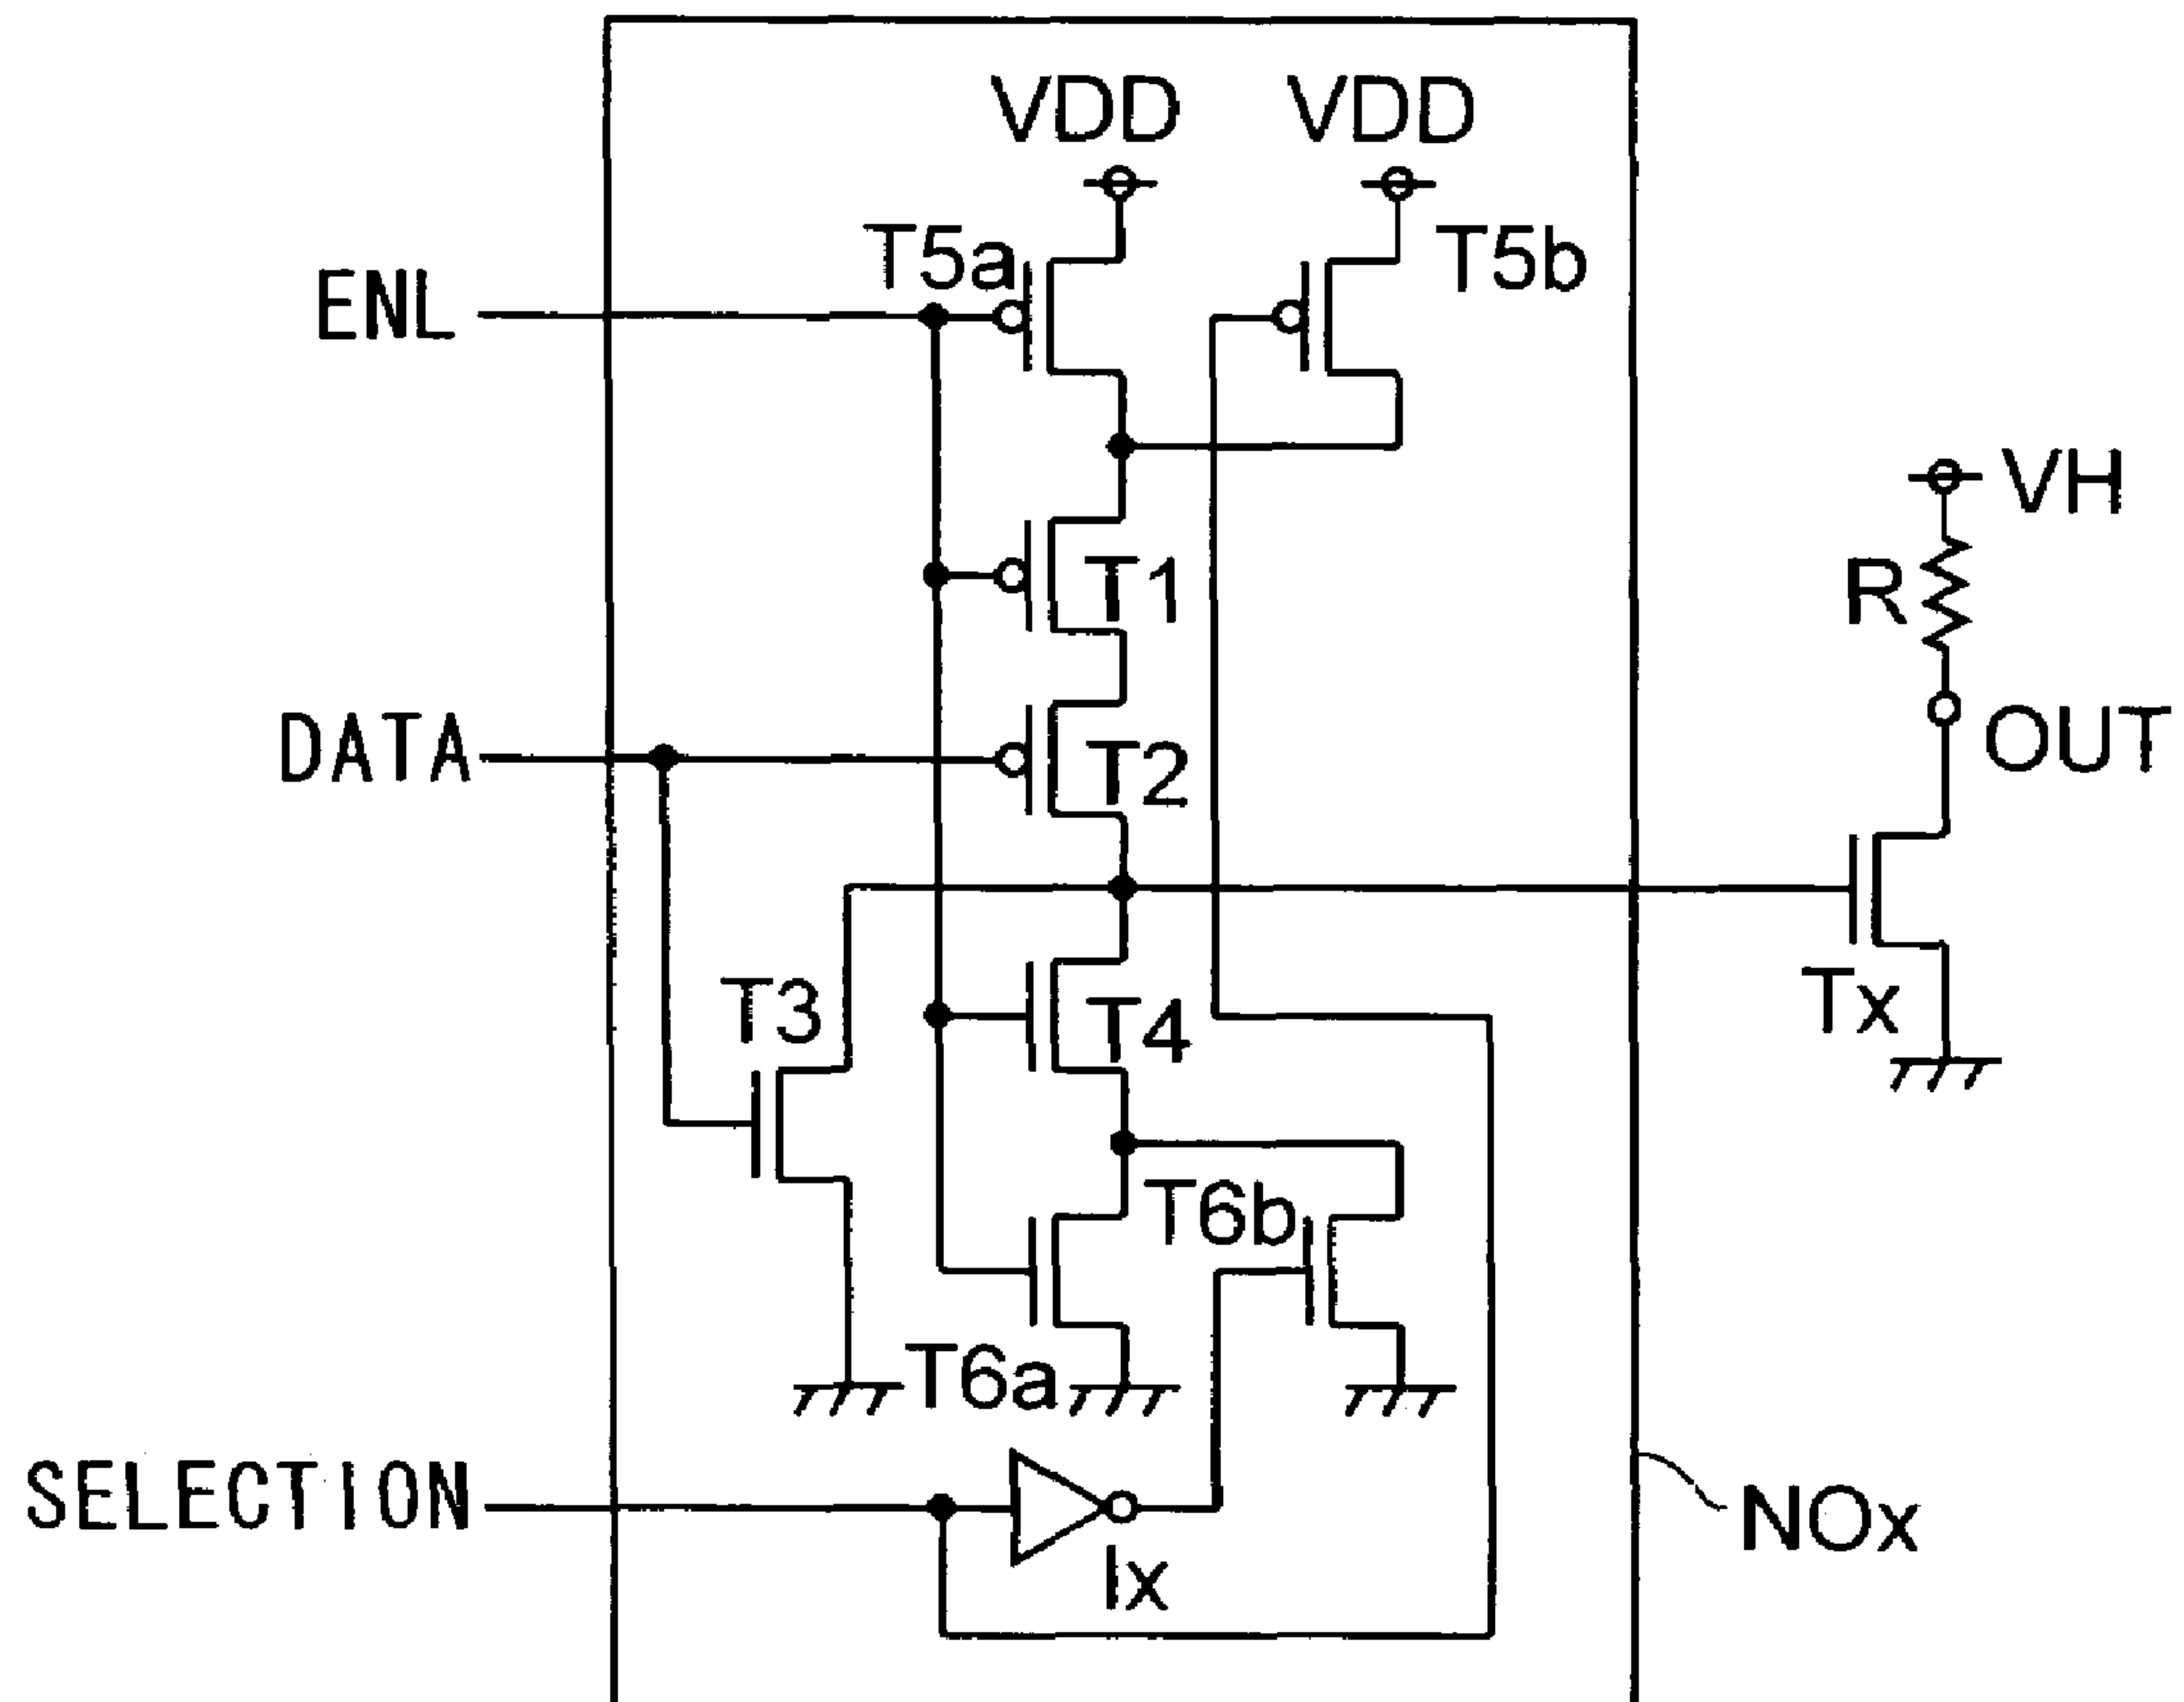 VDD
VDD
T5a
T5b
ENL
VH
T1
R
DATA
T2
OUT
T3
T4
Tx
T6b
T6a
SELECTION
NOx
Ix